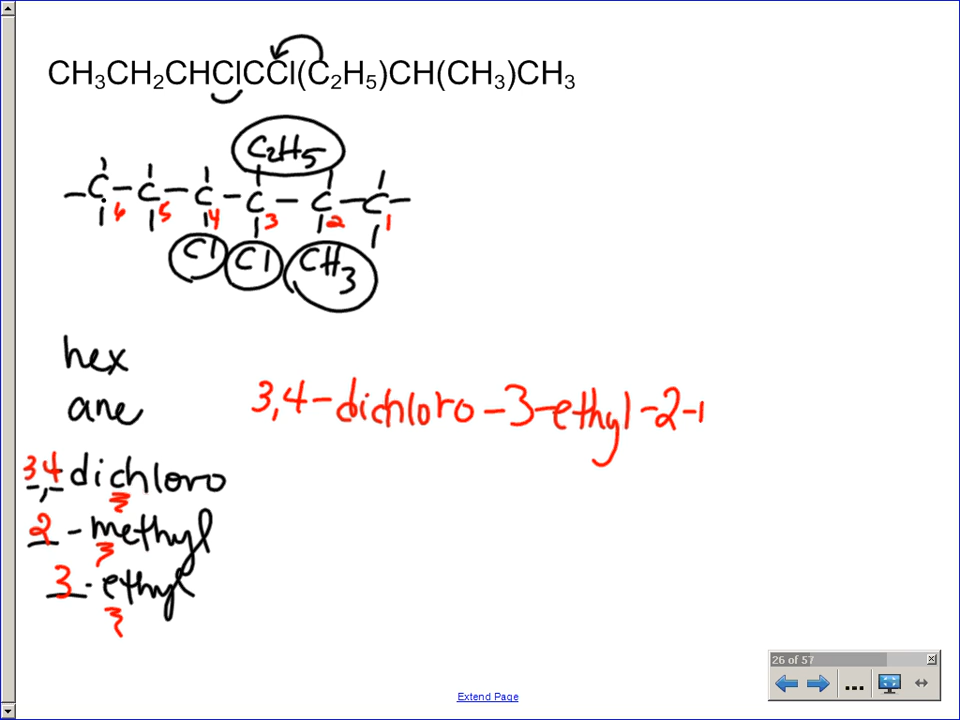 CH₃CH₂CHClCCl(C₂H₅)CH(CH₃)CH₃
C₂H₅
-C-C-C-C-C-C-
6 5 4 3 2 1
Cl Cl CH₃
hex
ane
3,4-dichloro-3-ethyl-2-
3,4-dichloro
2-methyl
3-ethyl
26 of 57
...
Extend Page